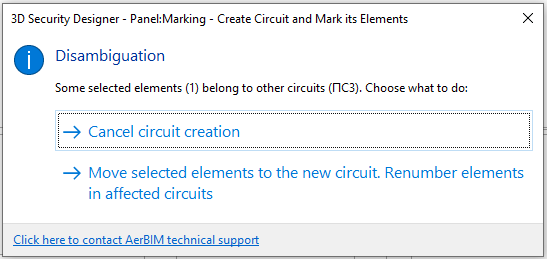 3D Security Designer - Panel:Marking - Create Circuit and Mark its Elements
Disambiguation
Some selected elements (1) belong to other circuits (ПС3). Choose what to do:
Cancel circuit creation
Move selected elements to the new circuit. Renumber elements
in affected circuits
Click here to contact AerBIM technical support